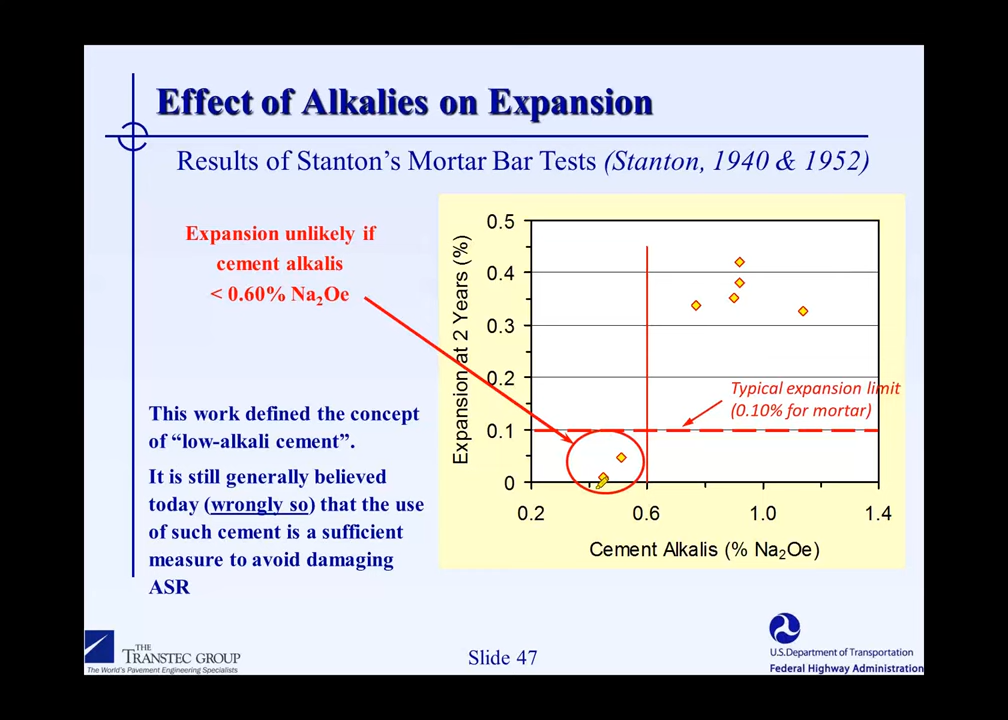 Effect of Alkalies on Expansion
Results of Stanton's Mortar Bar Tests (Stanton, 1940 & 1952)
Expansion unlikely if
cement alkalis
< 0.60% Na₂Oe
This work defined the concept
of “low-alkali cement”.
It is still generally believed
today (wrongly so) that the use
of such cement is a sufficient
measure to avoid damaging
ASR
Expansion at 2 Years (%)
0.5
0.4
0.3
0.2
0.1
0
Typical expansion limit
(0.10% for mortar)
0.2 0.6 1.0 1.4
Cement Alkalis (% Na₂Oe)
THE
TRANSTEC GROUP
The World's Pavement Engineering Specialists
Slide 47
U.S.Department of Transportation
Federal Highway Administration